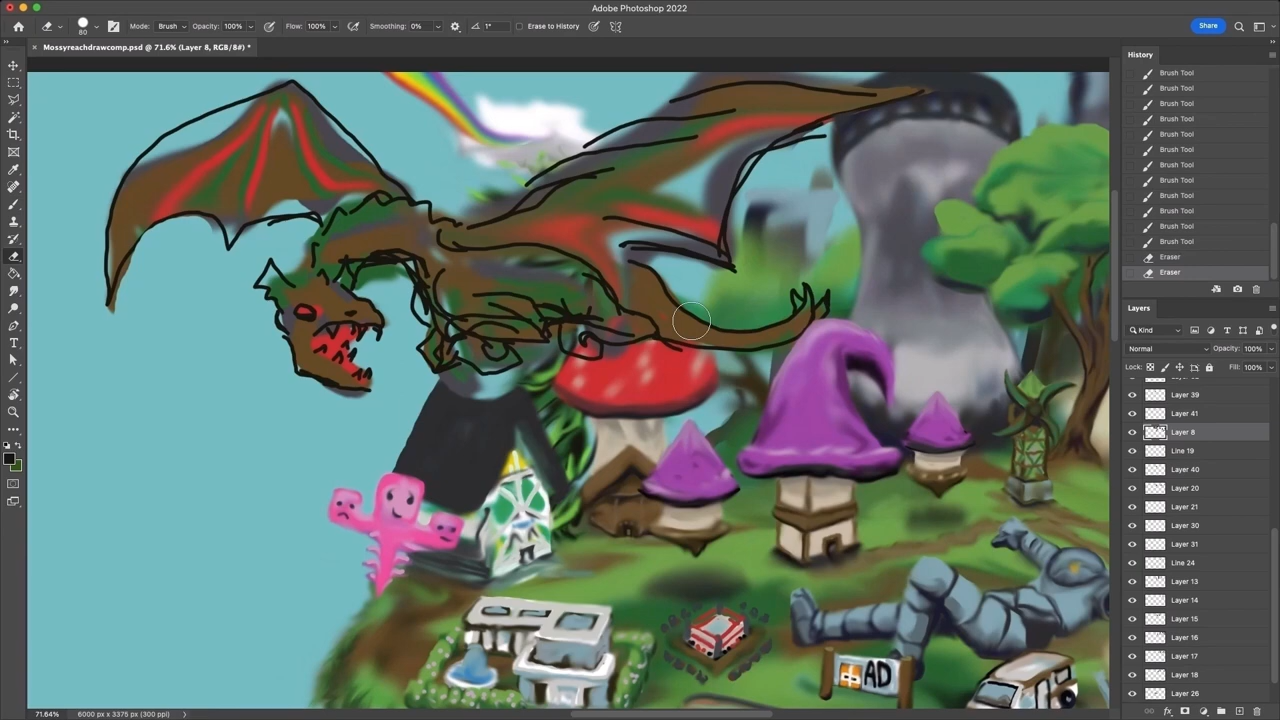 Adobe Photoshop 2022
80
Mode: Brush Opacity: 100% Flow: 100% Smoothing: 0% 1° Erase to History Share
× Mossyreachdrawcomp.psd @ 71.6% (Layer 8, RGB/8#) *
History
Brush Tool
Brush Tool
Brush Tool
Brush Tool
Brush Tool
Brush Tool
Brush Tool
Brush Tool
Brush Tool
Brush Tool
Brush Tool
Brush Tool
Eraser
Eraser
Layers
Kind
Normal Opacity: 100%
Lock: Fill: 100%
Layer 39
Layer 41
Layer 8
Line 19
Layer 40
Layer 20
Layer 21
Layer 30
Layer 31
Line 24
Layer 13
Layer 14
Layer 15
Layer 16
Layer 17
Layer 18
Layer 26
AD
71.64% 6000 px x 3375 px (300 ppi)